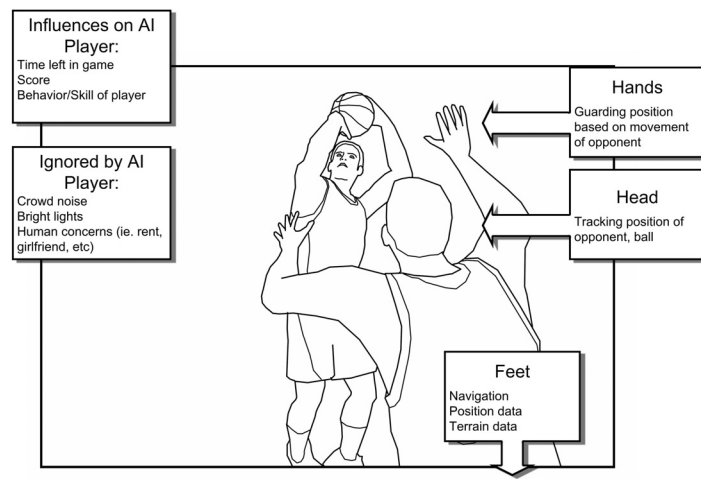 Influences on AI
Player:
Time left in game
Score
Behavior/Skill of player
Ignored by AI
Player:
Crowd noise
Bright lights
Human concerns (ie. rent,
girlfriend, etc)
Hands
Guarding position
based on movement
of opponent
Head
Tracking position of
opponent, ball
Feet
Navigation
Position data
Terrain data